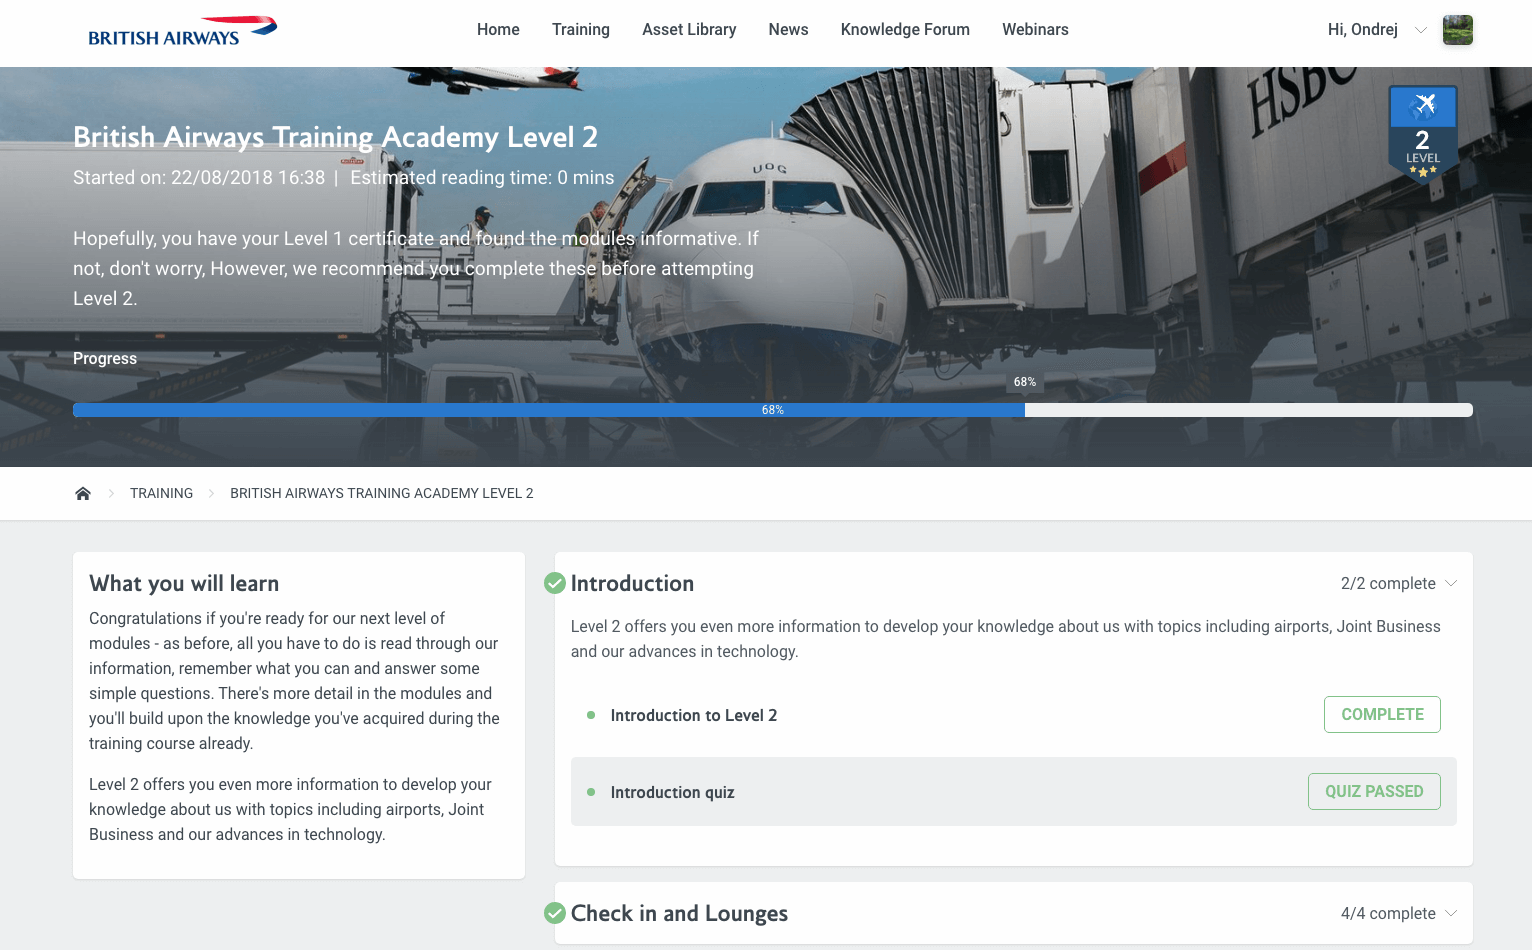 BRITISH AIRWAYS
Home Training Asset Library News Knowledge Forum Webinars
Hi, Ondrej
HSBC
British Airways Training Academy Level 2
Started on: 22/08/2018 16:38 | Estimated reading time: 0 mins
2
LEVEL
UOG
Hopefully, you have your Level 1 certificate and found the modules informative. If
not, don't worry, However, we recommend you complete these before attempting
Level 2.
Progress
68%
68%
TRAINING
BRITISH AIRWAYS TRAINING ACADEMY LEVEL 2
What you will learn
Congratulations if you're ready for our next level of
modules - as before, all you have to do is read through our
information, remember what you can and answer some
simple questions. There's more detail in the modules and
you'll build upon the knowledge you've acquired during the
training course already.
Level 2 offers you even more information to develop your
knowledge about us with topics including airports, Joint
Business and our advances in technology.
Introduction
2/2 complete
Level 2 offers you even more information to develop your knowledge about us with topics including airports, Joint Business
and our advances in technology.
Introduction to Level 2
COMPLETE
Introduction quiz
QUIZ PASSED
Check in and Lounges
4/4 complete